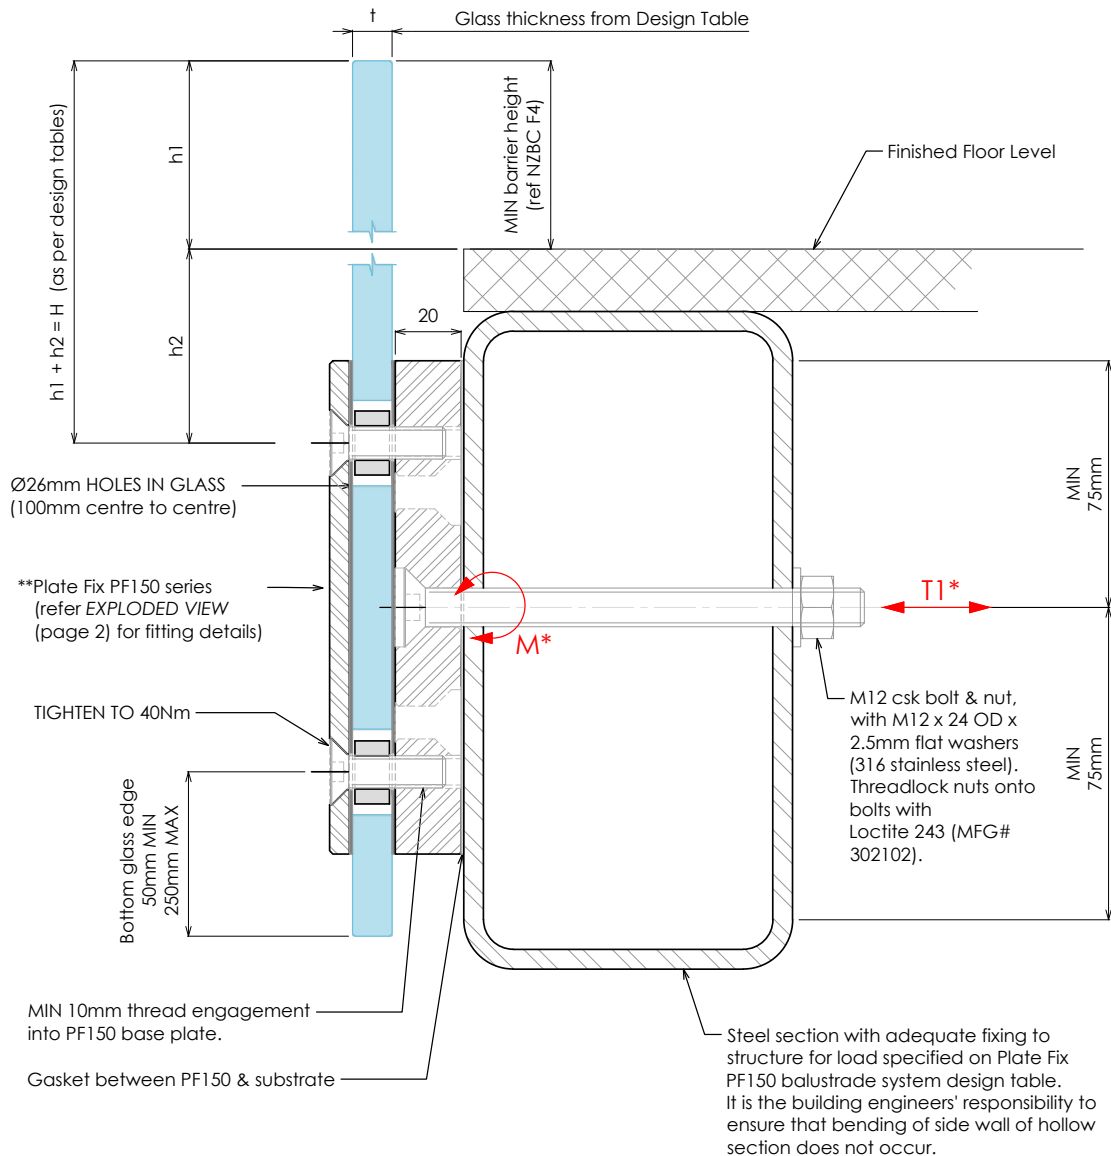 t
Glass thickness from Design Table
h1 + h2 = H  (as per design tables)
h1
MIN barrier height
(ref NZBC F4)
Finished Floor Level
h2
20
Ø26mm HOLES IN GLASS
(100mm centre to centre)
MIN
75mm
**Plate Fix PF150 series
(refer EXPLODED VIEW
(page 2) for fitting details)
T1*
M*
TIGHTEN TO 40Nm
M12 csk bolt & nut,
with M12 x 24 OD x
2.5mm flat washers
(316 stainless steel).
Threadlock nuts onto
bolts with
Loctite 243 (MFG#
302102).
MIN
75mm
Bottom glass edge
50mm MIN
250mm MAX
MIN 10mm thread engagement
into PF150 base plate.
Gasket between PF150 & substrate
Steel section with adequate fixing to
structure for load specified on Plate Fix
PF150 balustrade system design table.
It is the building engineers' responsibility to
ensure that bending of side wall of hollow
section does not occur.